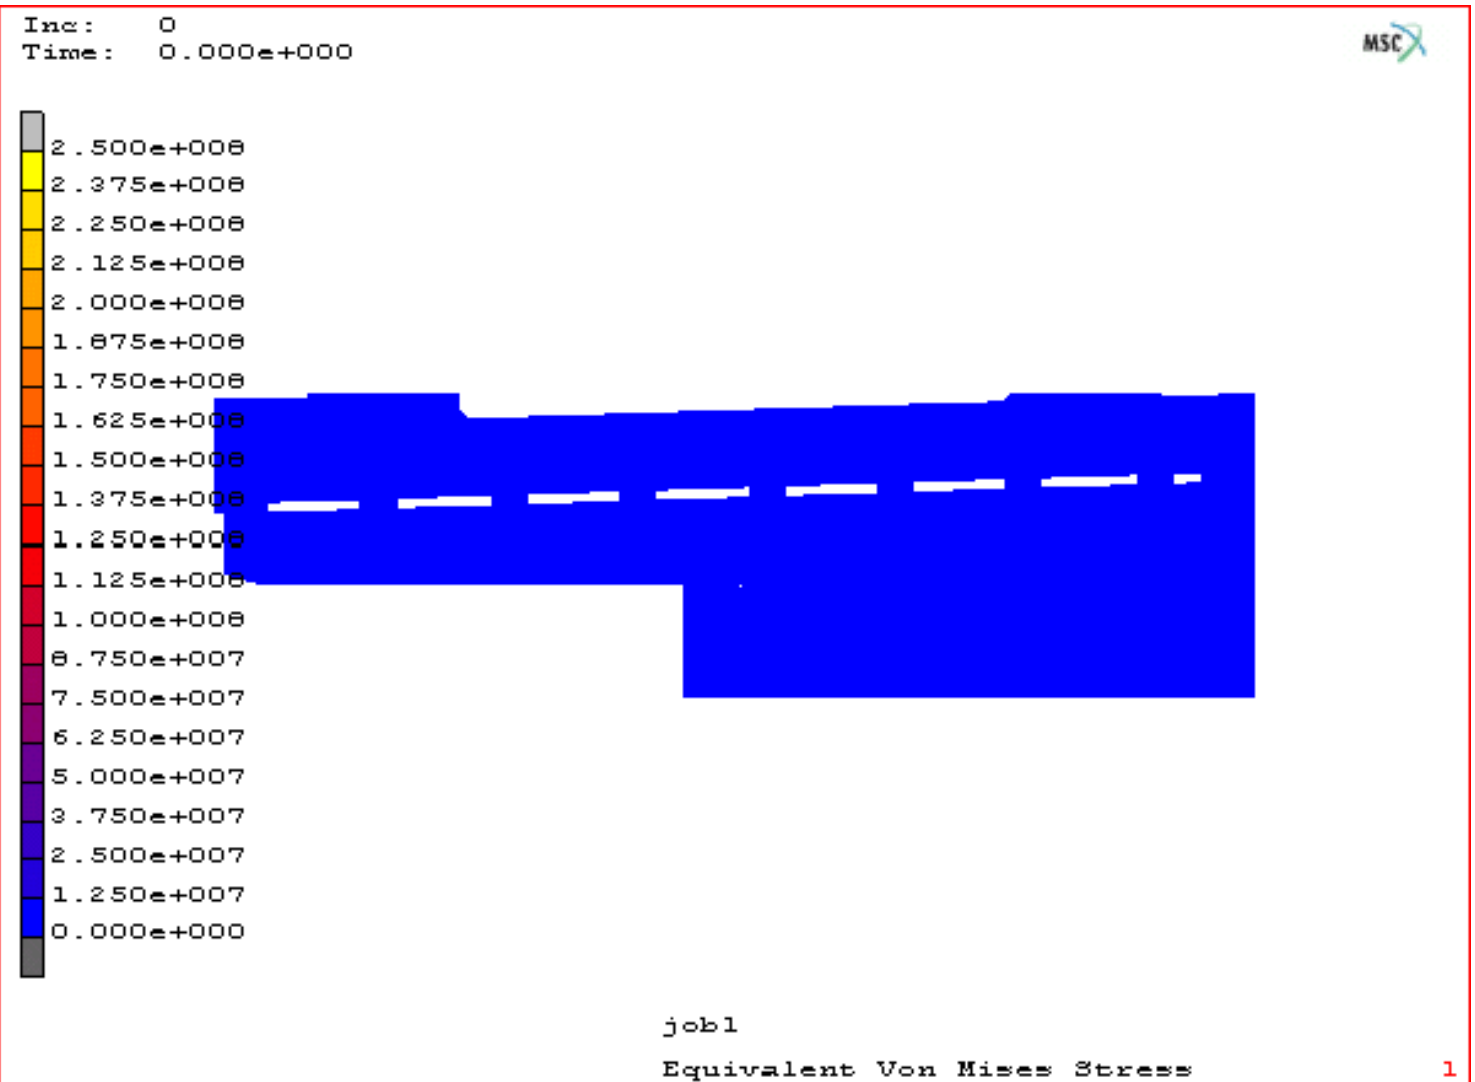 Inc: 0
Time: 0.000e+000
MSC
2.500e+008
2.375e+008
2.250e+008
2.125e+008
2.000e+008
1.875e+008
1.750e+008
1.625e+008
1.500e+008
1.375e+008
1.250e+008
1.125e+008
1.000e+008
8.750e+007
7.500e+007
6.250e+007
5.000e+007
3.750e+007
2.500e+007
1.250e+007
0.000e+000
job1
Equivalent Von Mises Stress
1